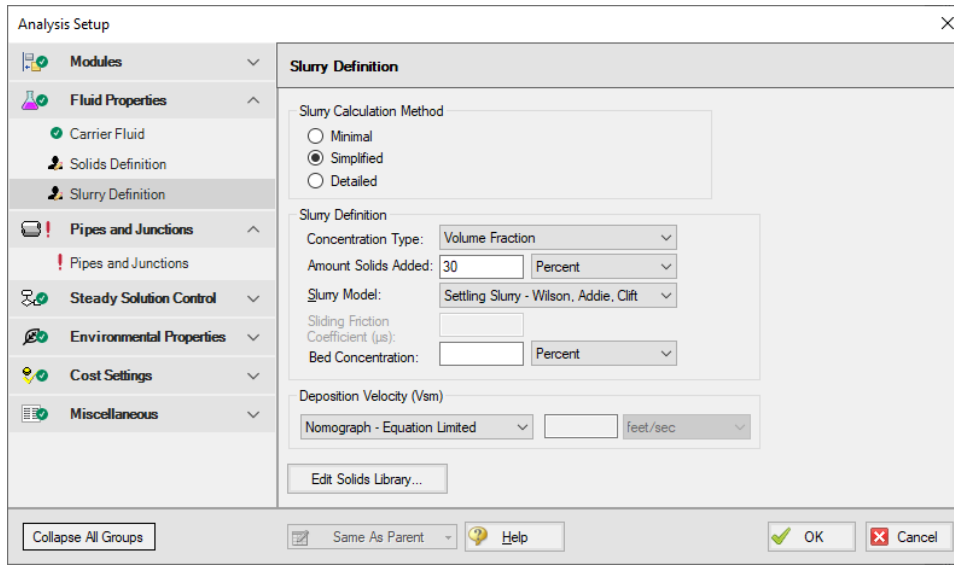 Analysis Setup
Modules
Fluid Properties
Carrier Fluid
Solids Definition
Slurry Definition
Pipes and Junctions
Pipes and Junctions
Steady Solution Control
Environmental Properties
Cost Settings
Miscellaneous
Slurry Definition
Slurry Calculation Method
Minimal
Simplified
Detailed
Slurry Definition
Concentration Type: Volume Fraction
Amount Solids Added: 30 Percent
Slurry Model: Settling Slurry - Wilson, Addie, Clift
Sliding Friction
Coefficient (µs):
Bed Concentration: Percent
Deposition Velocity (Vsm)
Nomograph - Equation Limited feet/sec
Edit Solids Library...
Collapse All Groups Same As Parent Help OK Cancel